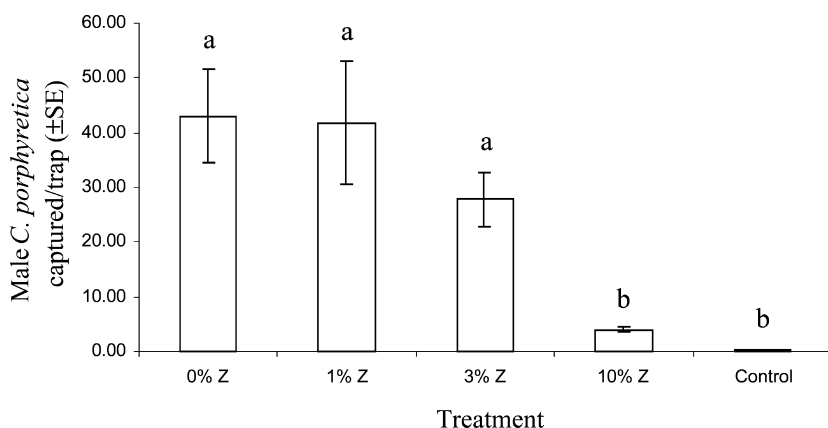 Male C. porphyretica
captured/trap (±SE)
60.00
50.00
40.00
30.00
20.00
10.00
0.00
a
a
a
b
b
0% Z
1% Z
3% Z
10% Z
Control
Treatment